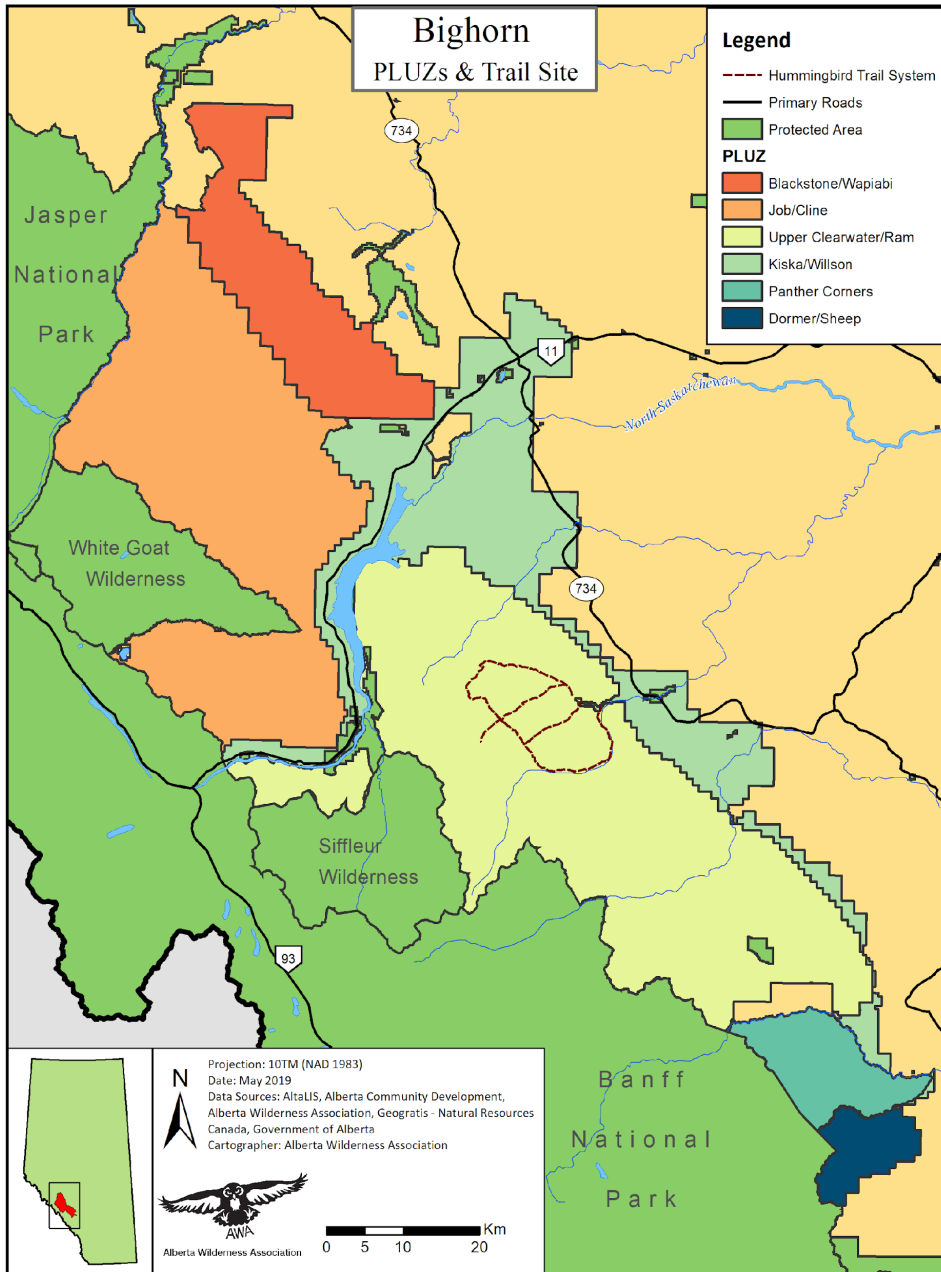 Bighorn
PLUZs & Trail Site
Legend
Hummingbird Trail System
Primary Roads
Protected Area
PLUZ
Blackstone/Wapiabi
Job/Cline
Upper Clearwater/Ram
Kiska/Willson
Panther Corners
Dormer/Sheep
734
Jasper
National
Park
11
North Saskatchewan
White Goat
Wilderness
734
Siffleur
Wilderness
93
Banff
National
Park
N
Projection: 10TM (NAD 1983)
Date: May 2019
Data Sources: AltaLIS, Alberta Community Development,
Alberta Wilderness Association, Geogratis - Natural Resources
Canada, Government of Alberta
Cartographer: Alberta Wilderness Association
AWA
Alberta Wilderness Association
Km
0 5 10 20